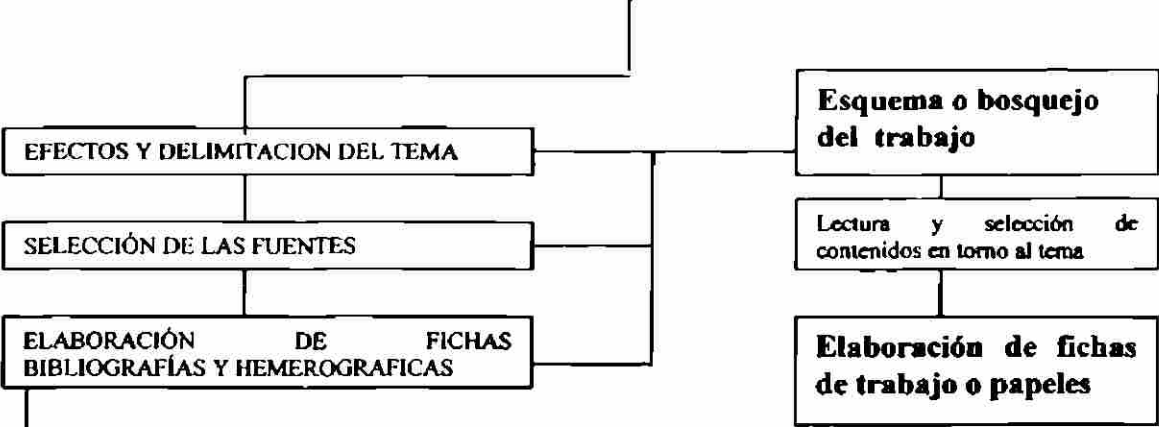 EFECTOS Y DELIMITACION DEL TEMA
SELECCIÓN DE LAS FUENTES
ELABORACIÓN DE FICHAS
BIBLIOGRAFÍAS Y HEMEROGRAFICAS
Esquema o bosquejo
del trabajo
Lectura y selección de
contenidos en torno al tema
Elaboración de fichas
de trabajo o papeles